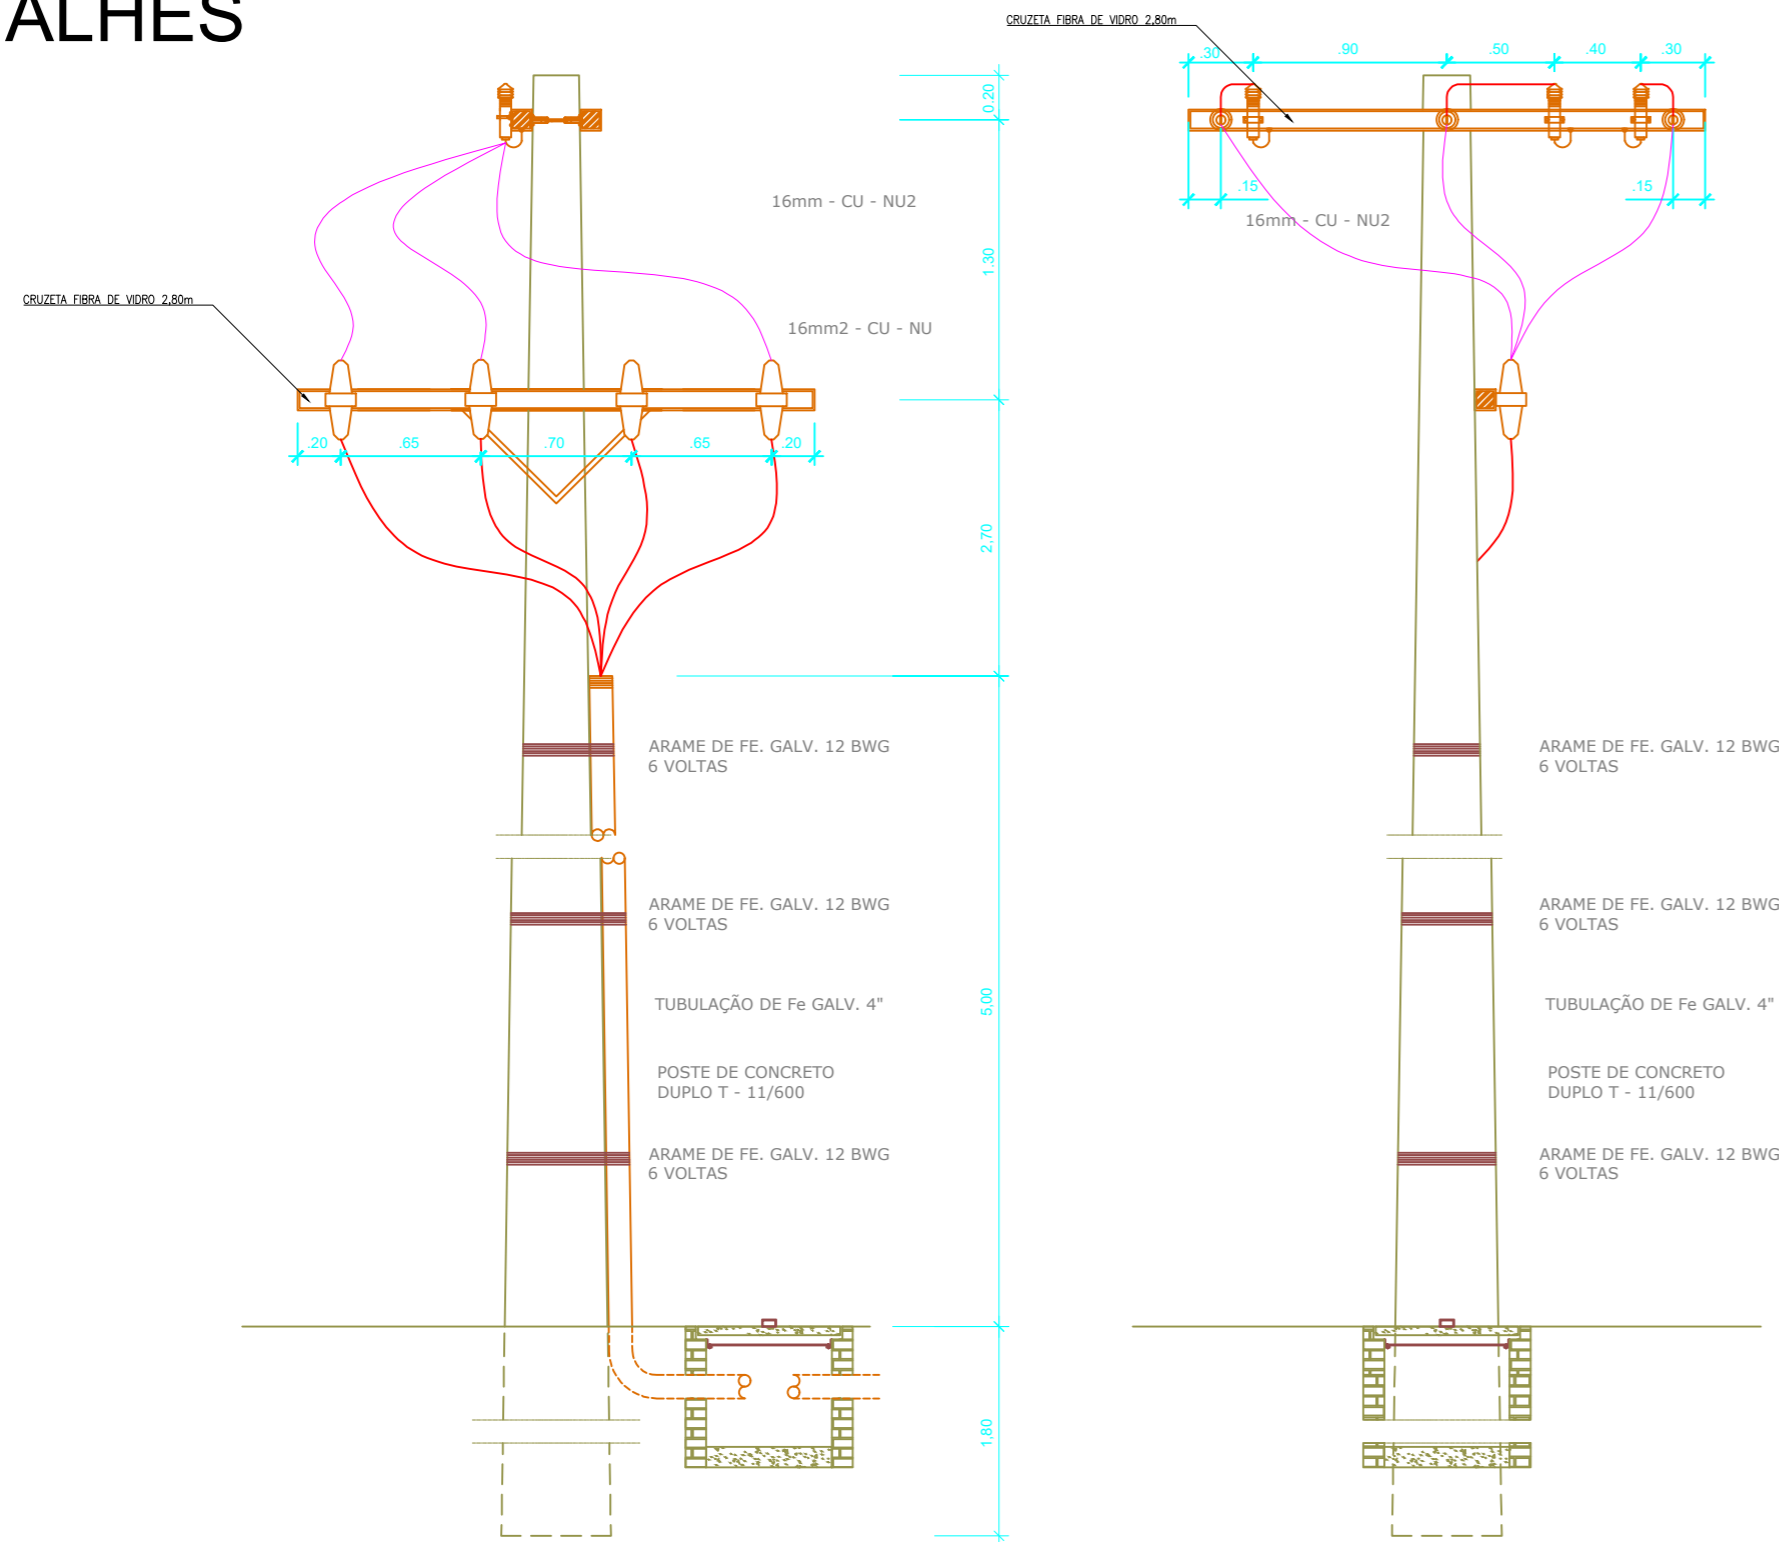 ALHES
CRUZETA FIBRA DE VIDRO 2,80m
.30
.90
.50
.40
.30
0.20
.15
.15
16mm - CU - NU2
16mm - CU - NU2
1.30
CRUZETA FIBRA DE VIDRO 2,80m
16mm2 - CU - NU
.20
.65
.70
.65
.20
2,70
ARAME DE FE. GALV. 12 BWG
6 VOLTAS
ARAME DE FE. GALV. 12 BWG
6 VOLTAS
ARAME DE FE. GALV. 12 BWG
6 VOLTAS
ARAME DE FE. GALV. 12 BWG
6 VOLTAS
TUBULAÇÃO DE Fe GALV. 4"
5,00
TUBULAÇÃO DE Fe GALV. 4"
POSTE DE CONCRETO
DUPLO T - 11/600
POSTE DE CONCRETO
DUPLO T - 11/600
ARAME DE FE. GALV. 12 BWG
6 VOLTAS
ARAME DE FE. GALV. 12 BWG
6 VOLTAS
1,80